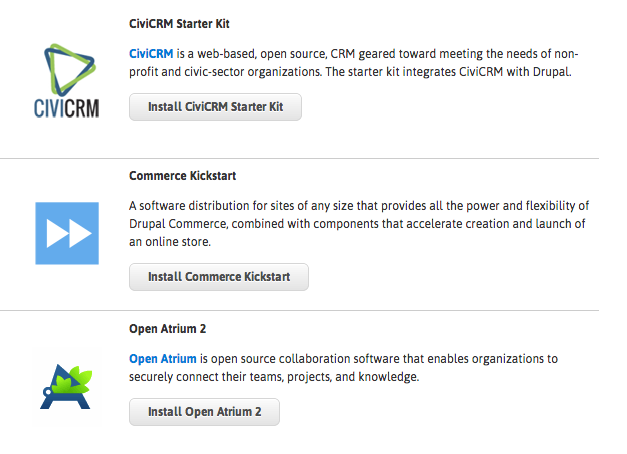 CiviCRM Starter Kit
CIVICRM
CiviCRM is a web-based, open source, CRM geared toward meeting the needs of non-
profit and civic-sector organizations. The starter kit integrates CiviCRM with Drupal.
Install CiviCRM Starter Kit
Commerce Kickstart
A software distribution for sites of any size that provides all the power and flexibility of
Drupal Commerce, combined with components that accelerate creation and launch of
an online store.
Install Commerce Kickstart
Open Atrium 2
Open Atrium is open source collaboration software that enables organizations to
securely connect their teams, projects, and knowledge.
Install Open Atrium 2